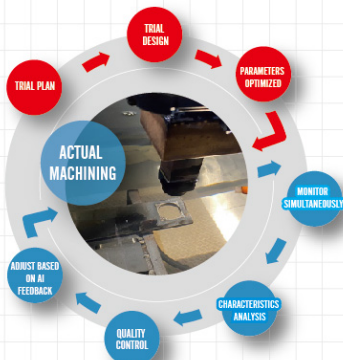 TRIAL
DESIGN
TRIAL PLAN
PARAMETERS
OPTIMIZED
ACTUAL
MACHINING
MONITOR
SIMULTANEOUSLY
ADJUST BASED
ON AI
FEEDBACK
CHARACTERISTICS
ANALYSIS
QUALITY
CONTROL